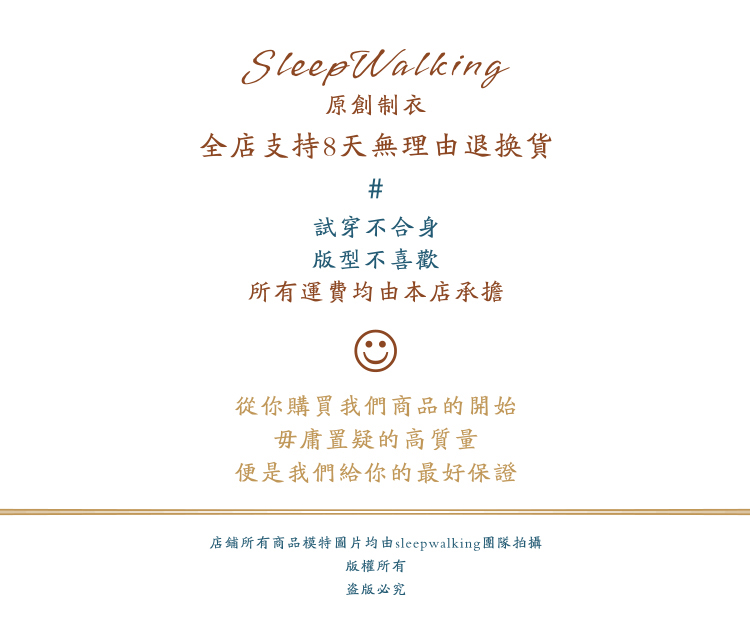 SleepWalking
原創制衣
全店支持8天無理由退換貨
#
試穿不合身
版型不喜歡
所有運費均由本店承擔
從你購買我們商品的開始
毋庸置疑的高質量
便是我們給你的最好保證
店鋪所有商品模特圖片均由sleepwalking團隊拍攝
版權所有
盜版必究